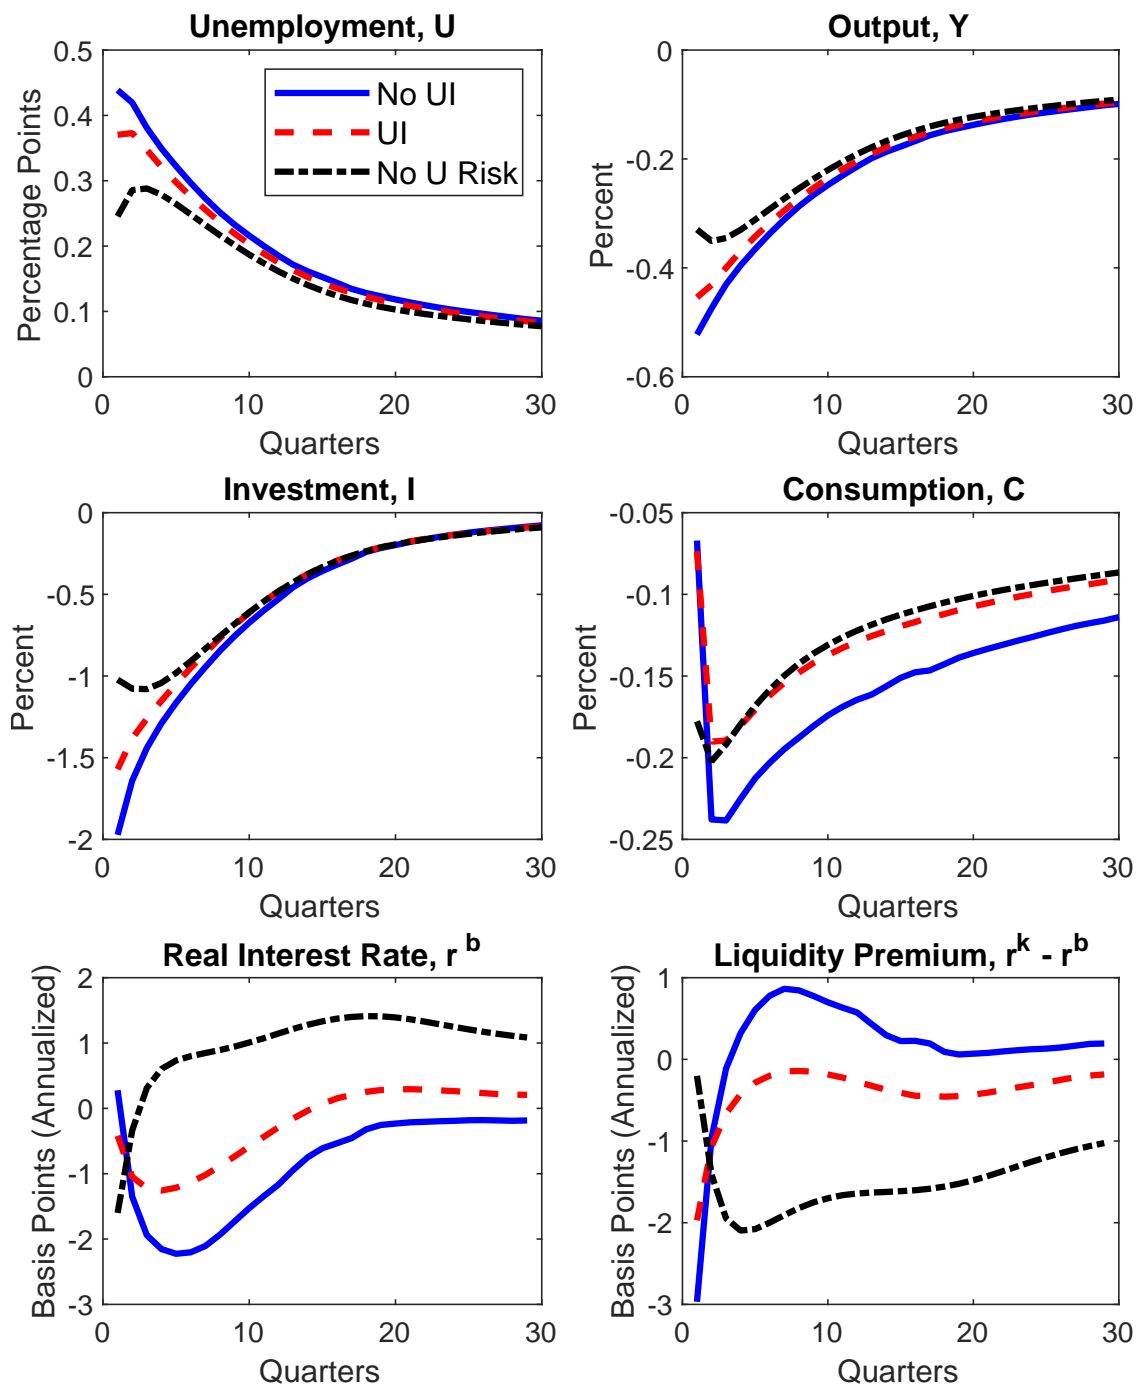 Unemployment, U
0.5
0.4
0.3
0.2
0.1
0
Percentage Points
No UI
UI
No U Risk
0
10
20
30
Quarters
Output, Y
0
-0.2
-0.4
-0.6
Percent
0
10
20
30
Quarters
Investment, I
0
-0.5
-1
-1.5
-2
Percent
0
10
20
30
Quarters
Consumption, C
-0.05
-0.1
-0.15
-0.2
-0.25
Percent
0
10
20
30
Quarters
Real Interest Rate, r b
2
1
0
-1
-2
-3
Basis Points (Annualized)
0
10
20
30
Quarters
Liquidity Premium, r^k - r^b
1
0
-1
-2
-3
Basis Points (Annualized)
0
10
20
30
Quarters